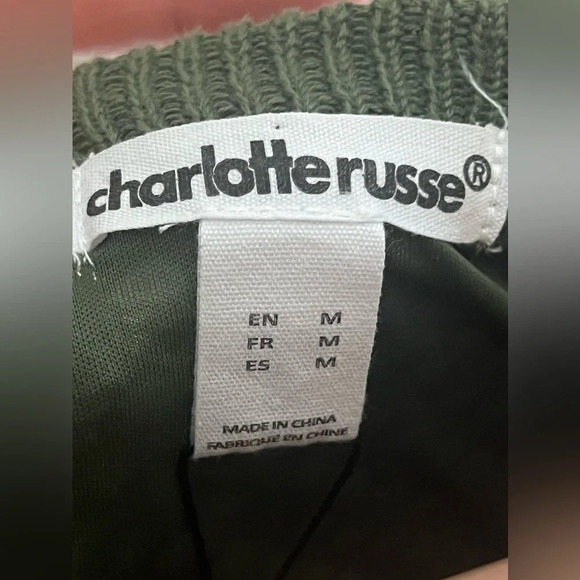 charlotte russe®
EN M
FR M
ES M
MADE IN CHINA
FABRIQUÉ EN CHINE